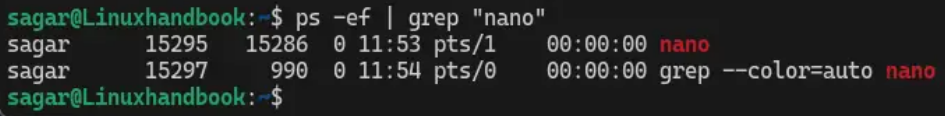 sagar@Linuxhandbook:~$ ps -ef | grep "nano"
sagar     15295   15286  0 11:53 pts/1    00:00:00 nano
sagar     15297     990  0 11:54 pts/0    00:00:00 grep --color=auto nano
sagar@Linuxhandbook:~$